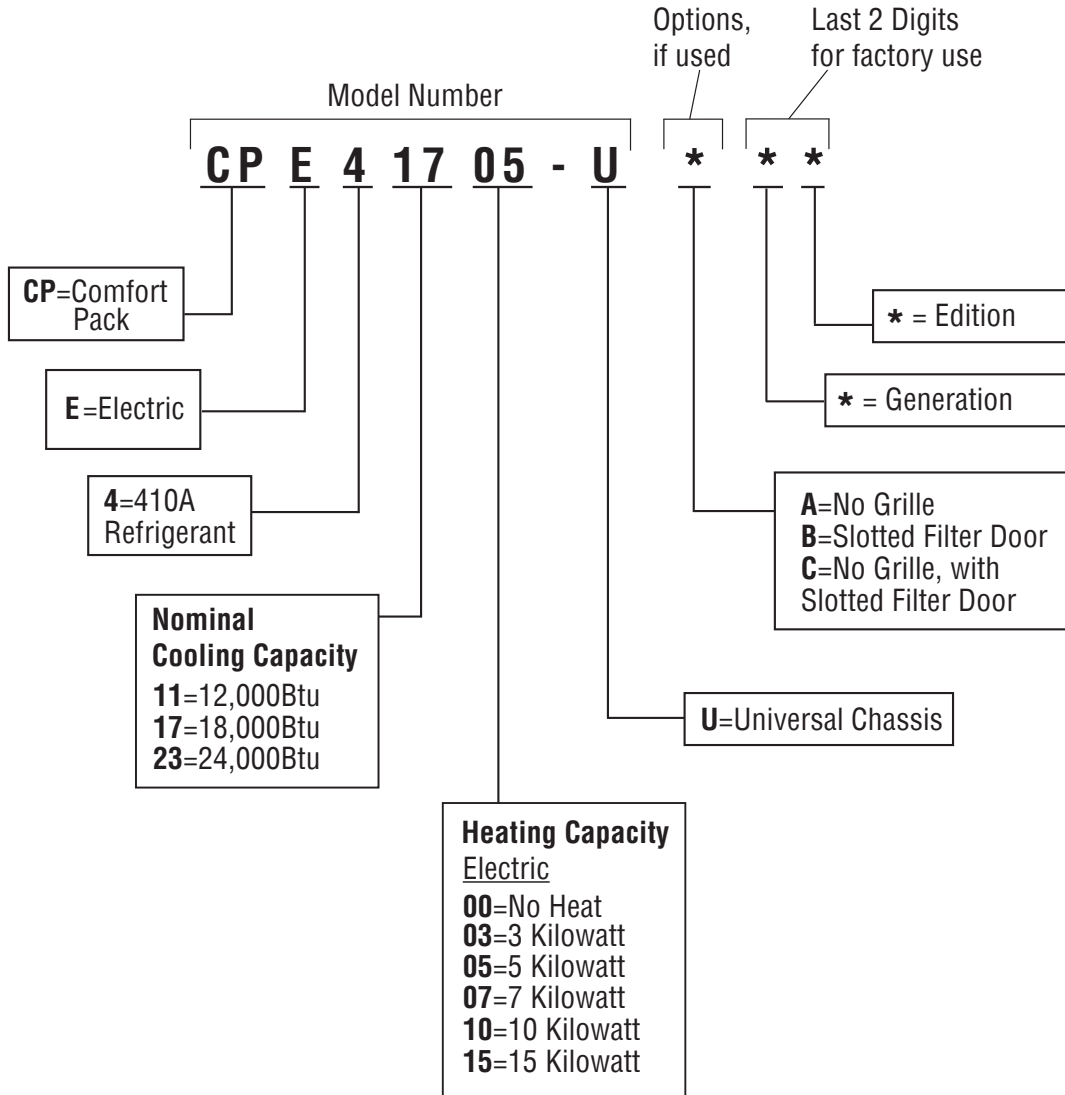 Options,
if used
Last 2 Digits
for factory use
Model Number
CP E 4 17 05 - U * * *
CP=Comfort
Pack
E=Electric
4=410A
Refrigerant
Nominal
Cooling Capacity
11=12,000Btu
17=18,000Btu
23=24,000Btu
Heating Capacity
Electric
00=No Heat
03=3 Kilowatt
05=5 Kilowatt
07=7 Kilowatt
10=10 Kilowatt
15=15 Kilowatt
U=Universal Chassis
A=No Grille
B=Slotted Filter Door
C=No Grille, with
Slotted Filter Door
* = Generation
* = Edition